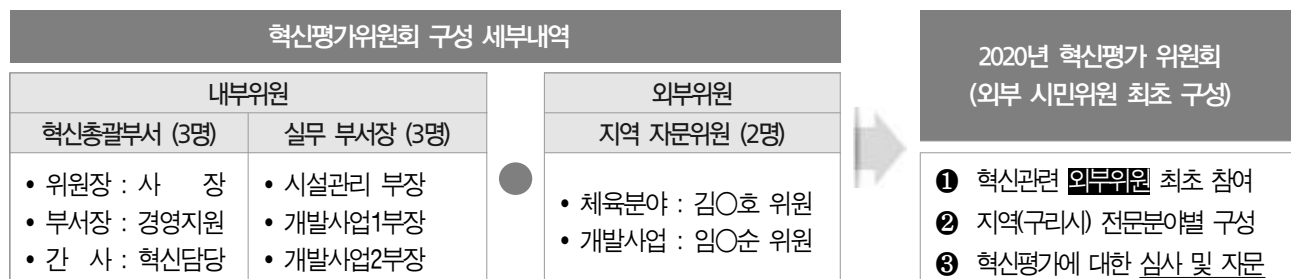 혁신평가위원회 구성 세부내역
내부위원
혁신총괄부서 (3명)
실무 부서장 (3명)
• 위원장 : 사 장
• 부서장 : 경영지원
• 간 사 : 혁신담당
• 시설관리 부장
• 개발사업1부장
• 개발사업2부장
외부위원
지역 자문위원 (2명)
• 체육분야 : 김○호 위원
• 개발사업 : 임○순 위원
2020년 혁신평가 위원회
(외부 시민위원 최초 구성)
❶ 혁신관련 외부위원 최초 참여
❷ 지역(구리시) 전문분야별 구성
❸ 혁신평가에 대한 심사 및 자문